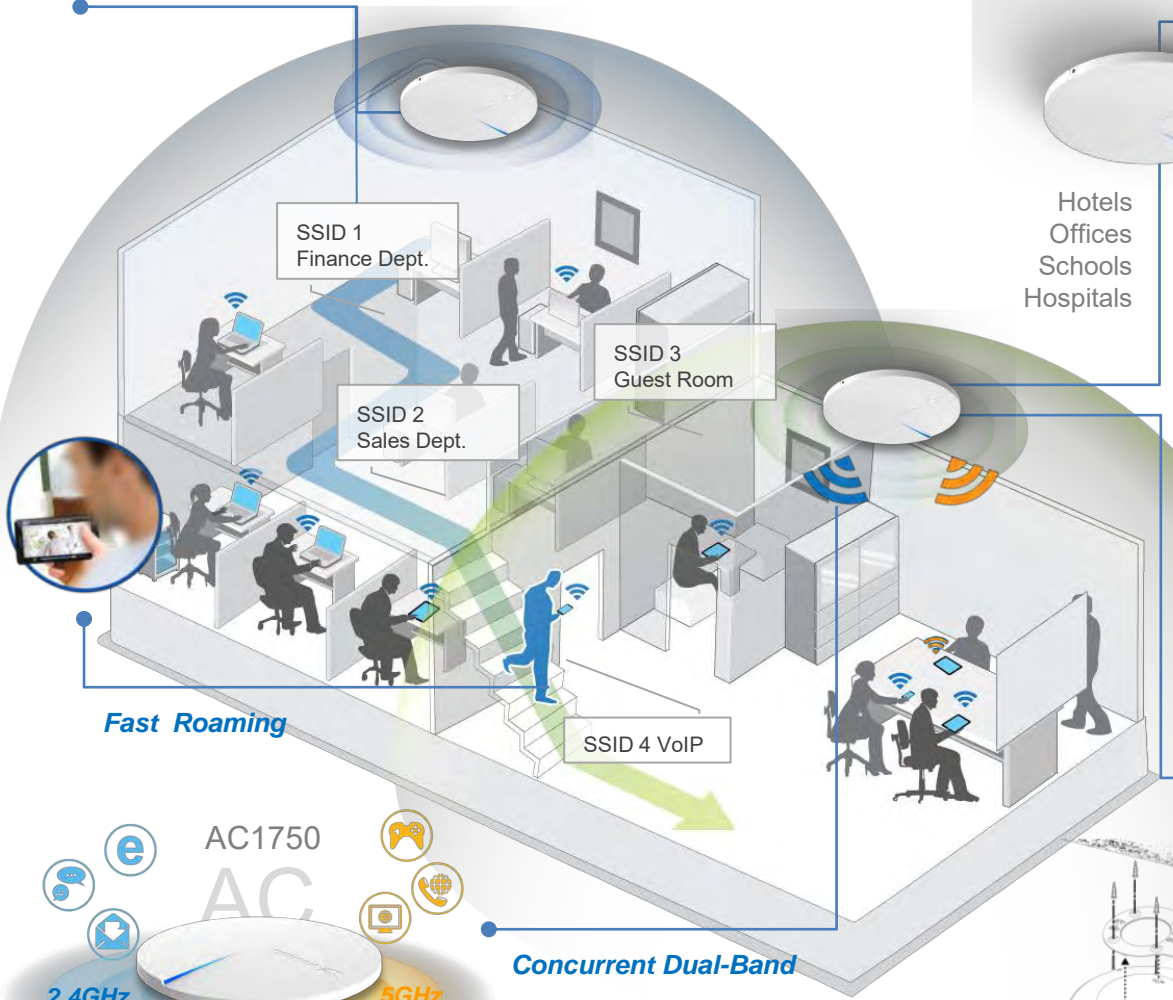 SSID 1
Finance Dept.
Hotels
Offices
Schools
Hospitals
SSID 3
Guest Room
SSID 2
Sales Dept.
Fast Roaming
SSID 4 VoIP
AC1750
AC
Concurrent Dual-Band
2.4GHz
5GHz